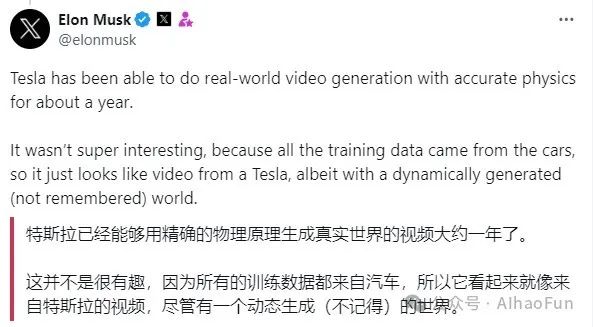 Elon Musk
@elonmusk
Tesla has been able to do real-world video generation with accurate physics
for about a year.
It wasn't super interesting, because all the training data came from the cars,
so it just looks like video from a Tesla, albeit with a dynamically generated
(not remembered) world.
特斯拉已经能够用精确的物理原理生成真实世界的视频大约一年了。
这并不是很有趣，因为所有的训练数据都来自汽车，所以它看起来就像来
自特斯拉的视频，尽管有一个动态生成（不记得）的世界。
公众号 · AIhaoFun